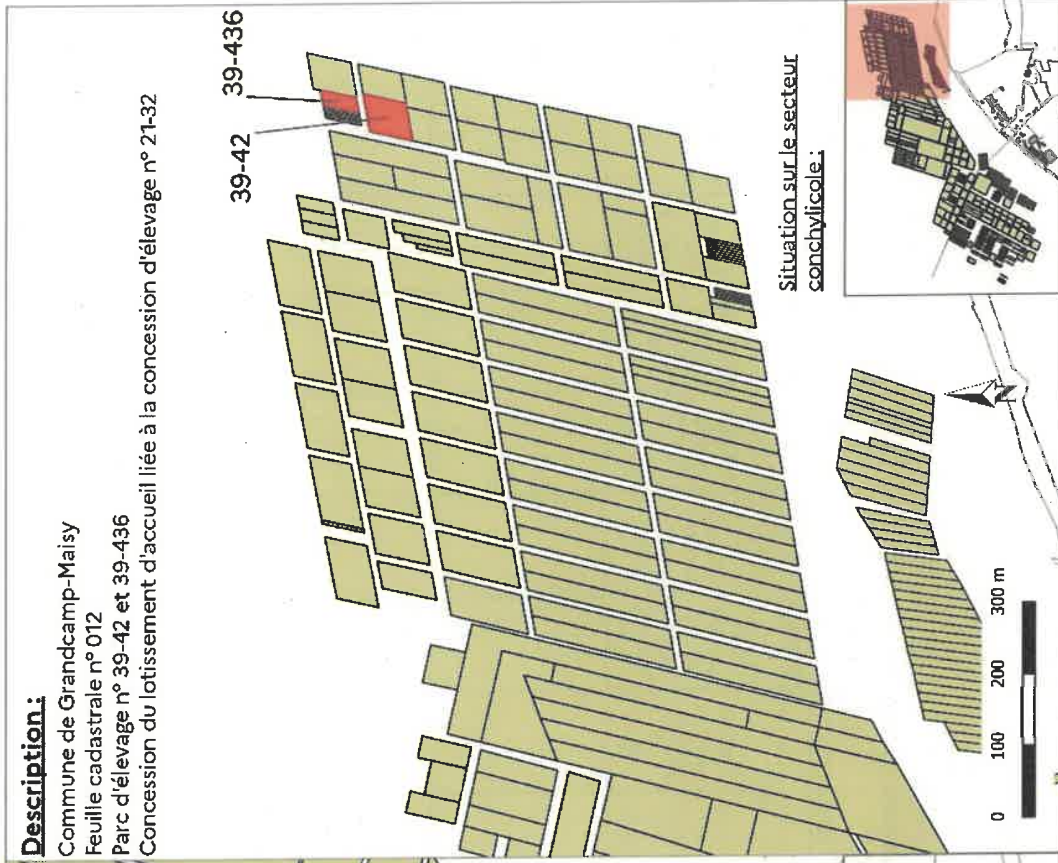 Description :
Commune de Grandcamp-Maisy
Feuille cadastrale n° 012
Parc d'élevage n° 39-42 et 39-436
Concession du lotissement d'accueil liée à la concession d'élevage n° 21-32
39-436
39-42
Situation sur le secteur
conchylicole :
0 100 200 300 m